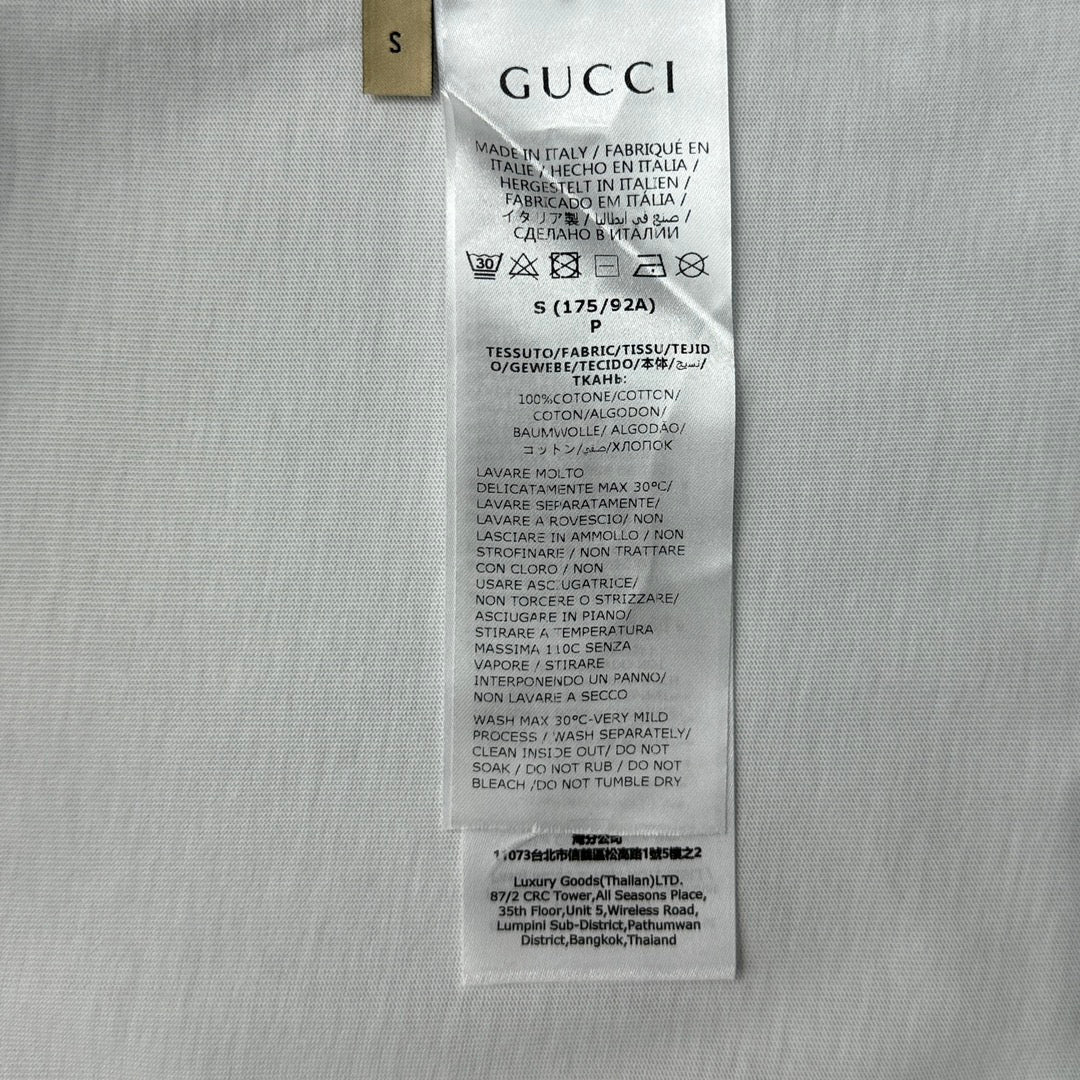 S
GUCCI
MADE IN ITALY / FABRIQUÉ EN
ITALIE / HECHO EN ITALIA /
HERGESTELT IN ITALIEN /
FABRICADO EM ITÁLIA /
イタリア製 / صنع في ايطاليا /
СДЕЛАНО В ИТАЛИИ
30
S (175/92A)
P
TESSUTO/FABRIC/TISSU/TEJID
O/GEWEBE/TECIDO/本体/نسيج/
ТКАНЬ:
100%COTONE/COTTON/
COTON/ALGODON/
BAUMWOLLE/ ALGODÃO/
コットン/صفي/ХЛОПОК
LAVARE MOLTO
DELICATAMENTE MAX 30°C/
LAVARE SEPARATAMENTE/
LAVARE A ROVESCIO/ NON
LASCIARE IN AMMOLLO / NON
STROFINARE / NON TRATTARE
CON CLORO / NON
USARE ASCIUGATRICE/
NON TORCERE O STRIZZARE/
ASCIUGARE IN PIANO/
STIRARE A TEMPERATURA
MASSIMA 110C SENZA
VAPORE / STIRARE
INTERPONENDO UN PANNO/
NON LAVARE A SECCO
WASH MAX 30°C-VERY MILD
PROCESS / WASH SEPARATELY/
CLEAN INSIDE OUT/ DO NOT
SOAK / DO NOT RUB / DO NOT
BLEACH /DO NOT TUMBLE DRY
灣分公司
11073台北市信義區松高路1號5樓之2
Luxury Goods(Thailan)LTD.
87/2 CRC Tower,All Seasons Place,
35th Floor,Unit 5,Wireless Road,
Lumpini Sub-District,Pathumwan
District,Bangkok,Thailand